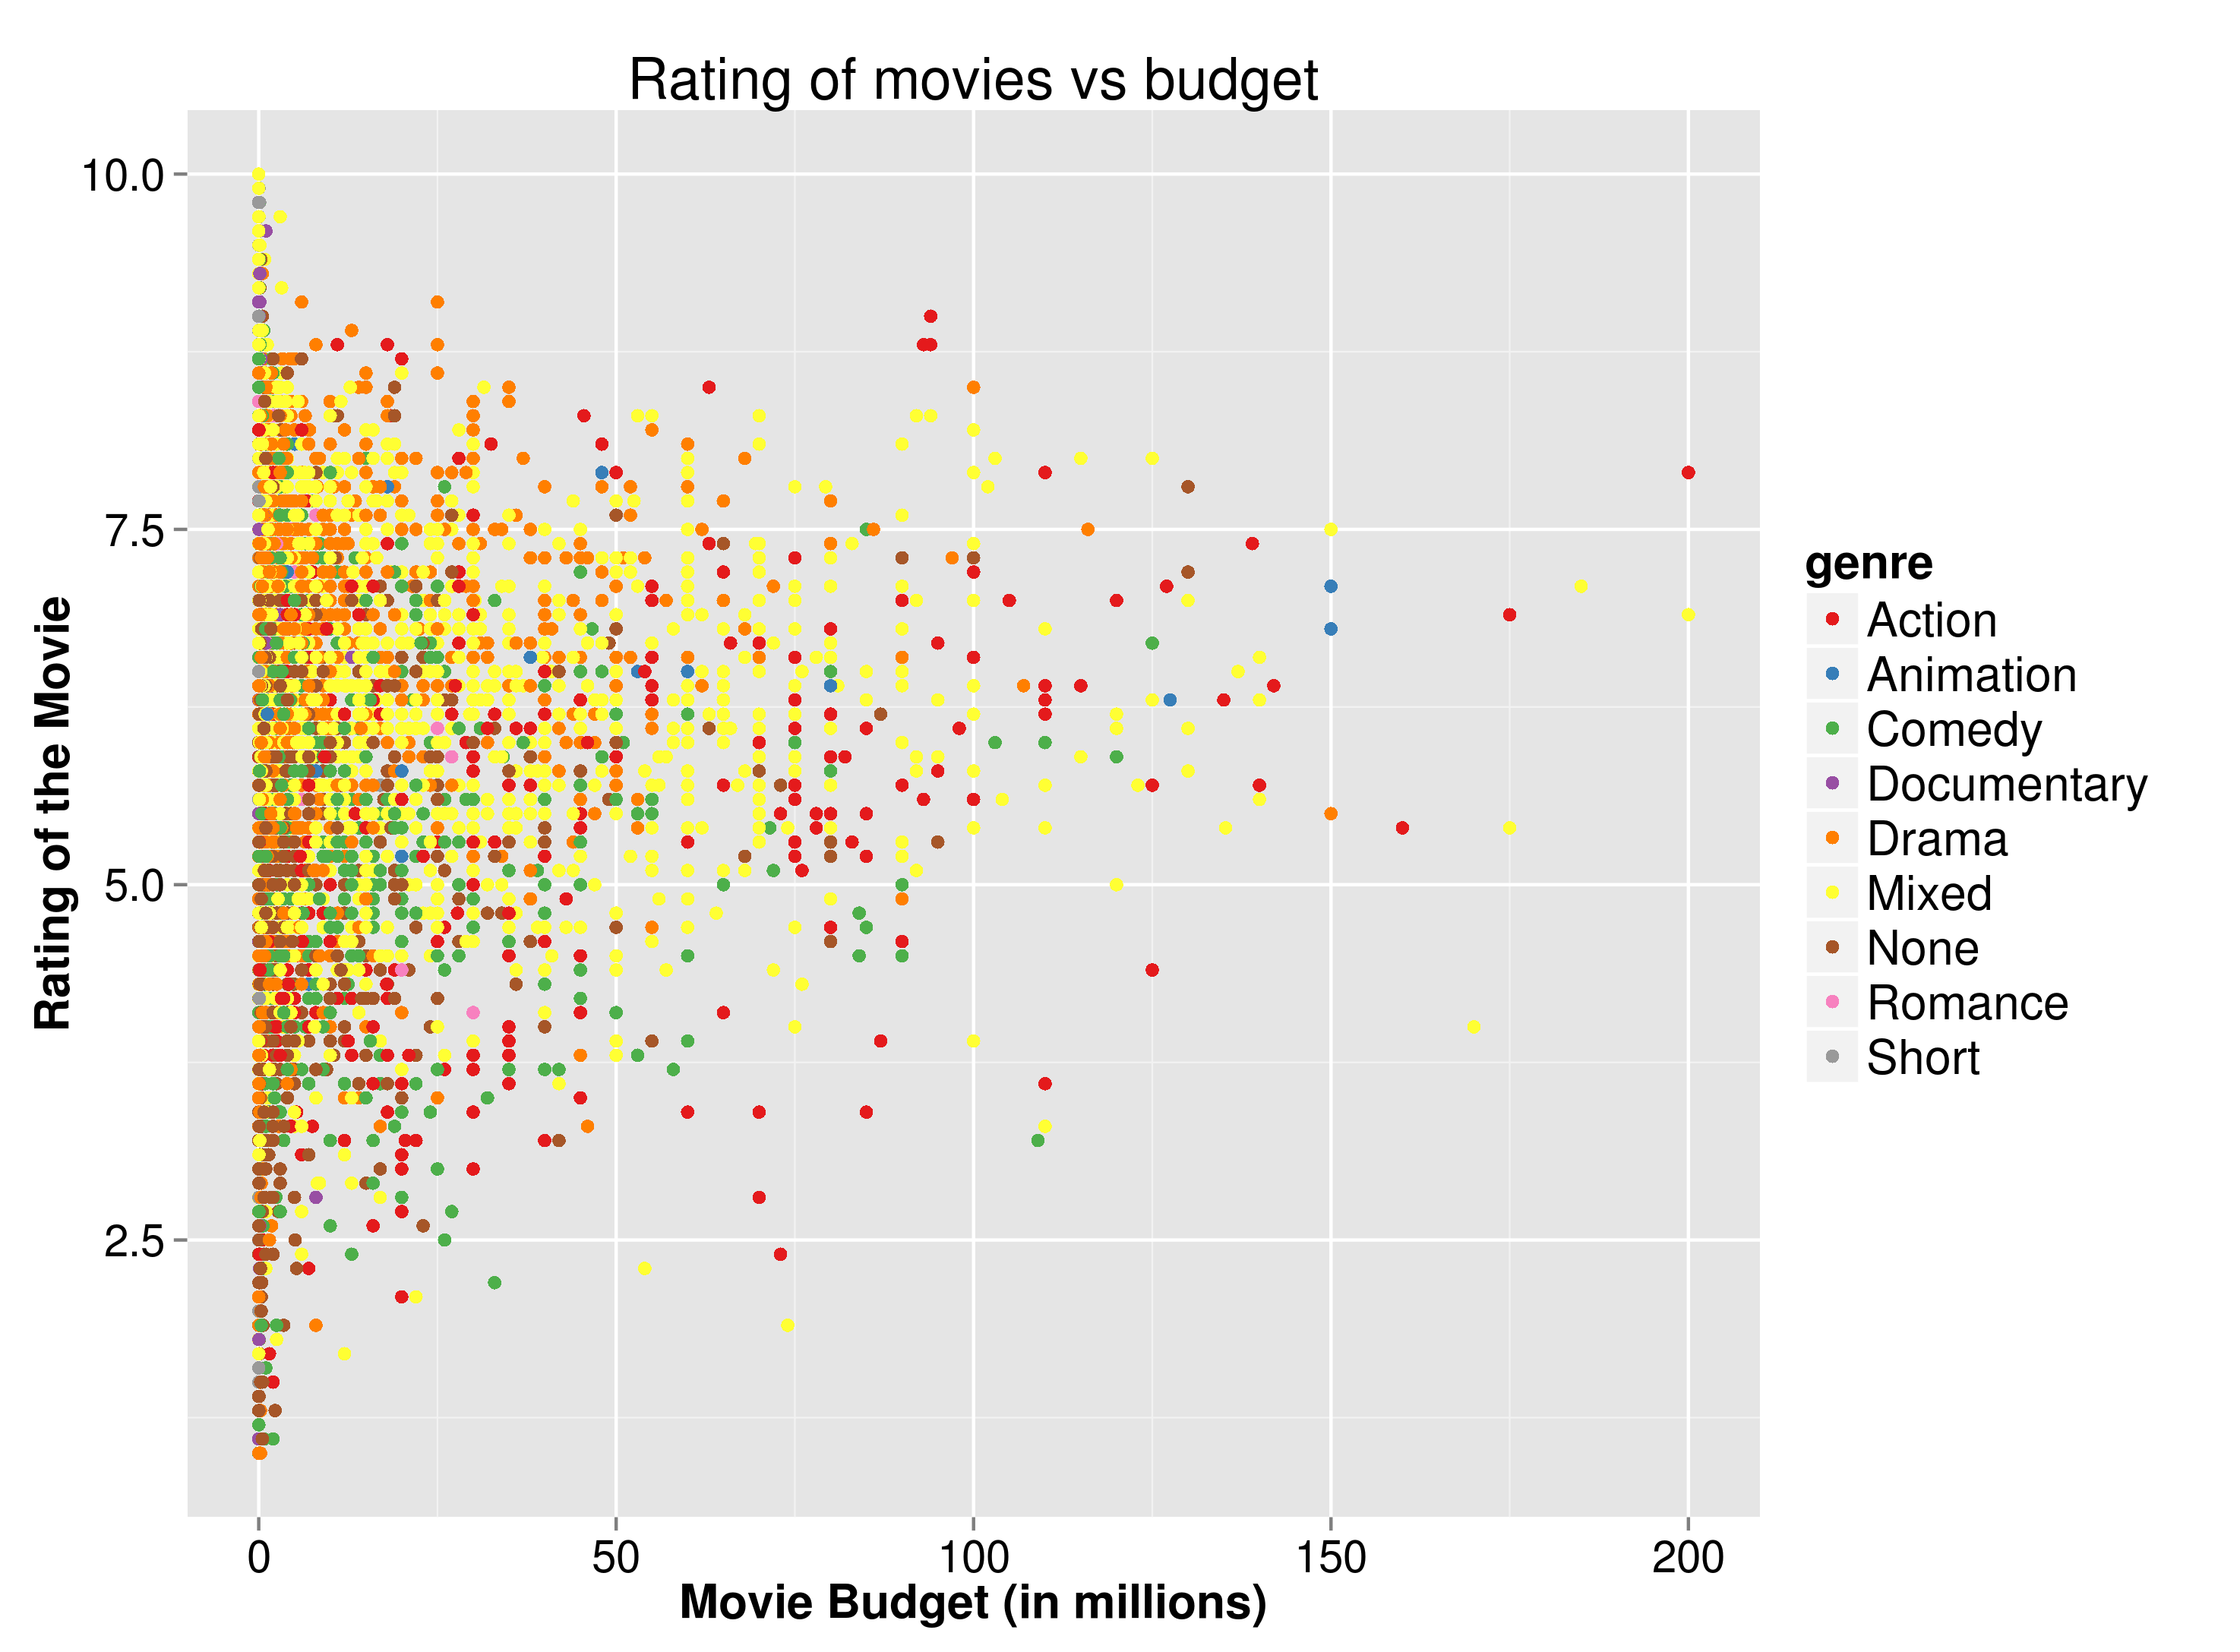 Rating of movies vs budget
Rating of the Movie
10.0
7.5
5.0
2.5
0 50 100 150 200
Movie Budget (in millions)
genre
Action
Animation
Comedy
Documentary
Drama
Mixed
None
Romance
Short